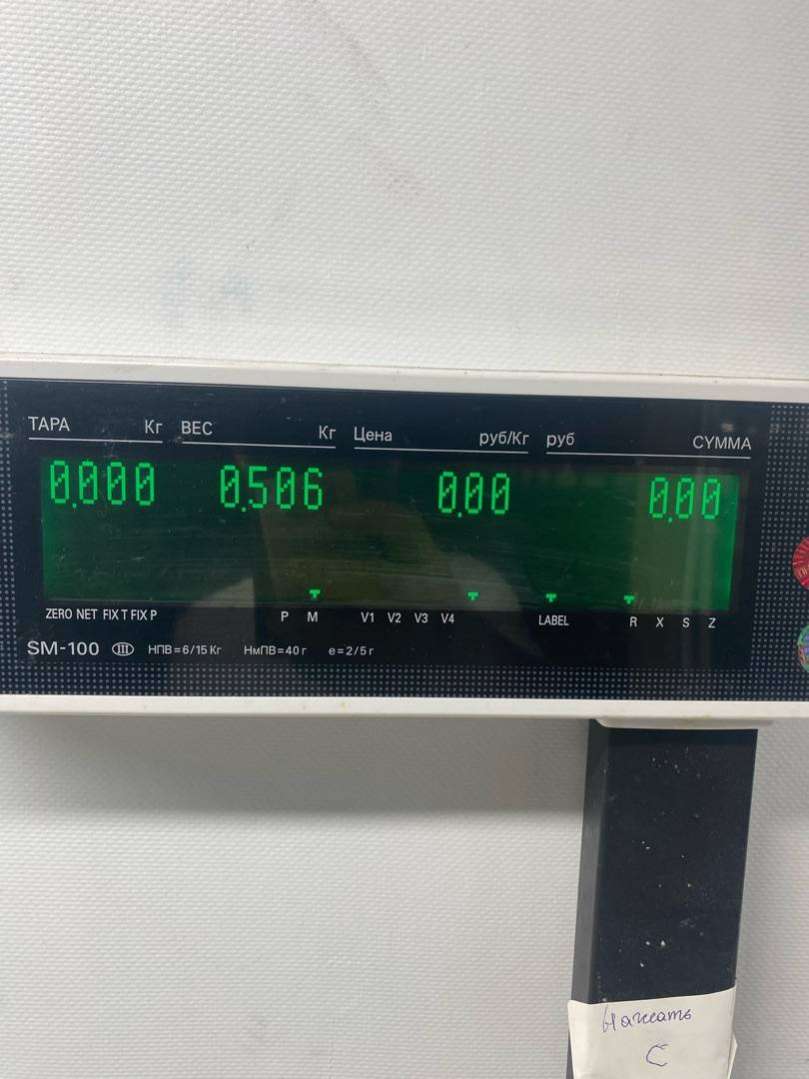 ТАРА Кг ВЕС Кг Цена руб/Кг руб СУММА
0.000 0.506 0.00 0.00
ZERO NET FIX T FIX P P M V1 V2 V3 V4 LABEL R X S Z
SM-100 III НПВ=6/15 Кг НмПВ=40 г е=2/5 г
Нажать
С